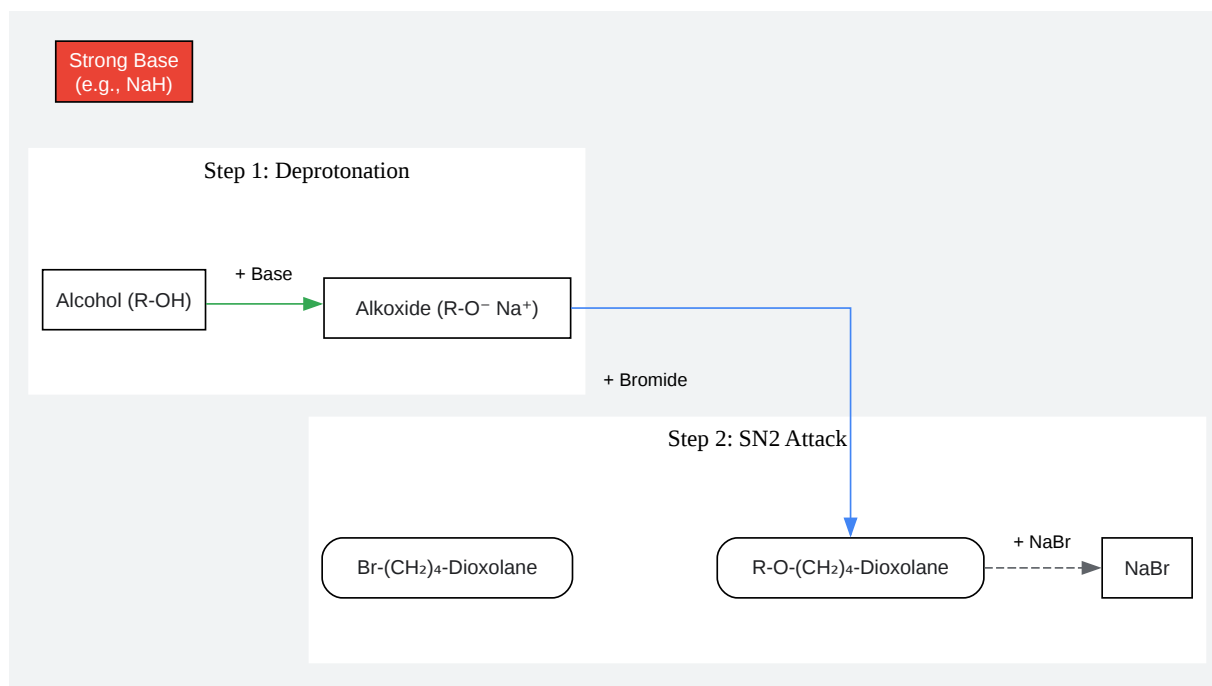 Strong Base
(e.g., NaH)
Step 1: Deprotonation
+ Base
Alcohol (R-OH)
Alkoxide (R-O⁻ Na⁺)
+ Bromide
Step 2: SN2 Attack
Br-(CH₂)₄-Dioxolane
R-O-(CH₂)₄-Dioxolane
+ NaBr
NaBr